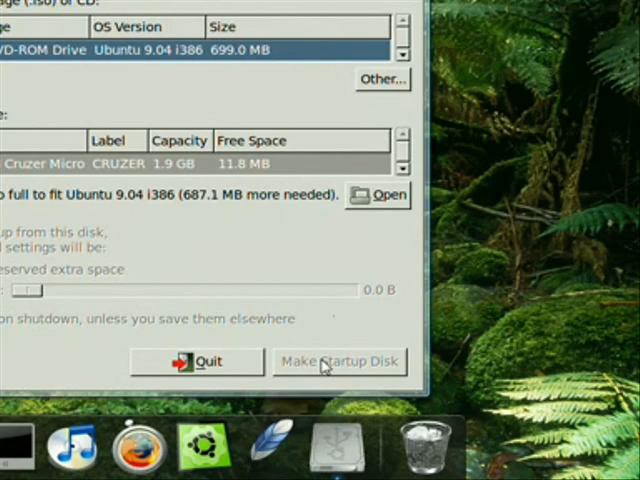 age (.iso) or CD:
ge OS Version Size
VD-ROM Drive Ubuntu 9.04 i386 699.0 MB
Other...
e:
Label Capacity Free Space
Cruzer Micro CRUZER 1.9 GB 11.8 MB
o full to fit Ubuntu 9.04 i386 (687.1 MB more needed).
Open
up from this disk,
settings will be:
eserved extra space
: 0.0 B
on shutdown, unless you save them elsewhere
Quit
Make Startup Disk